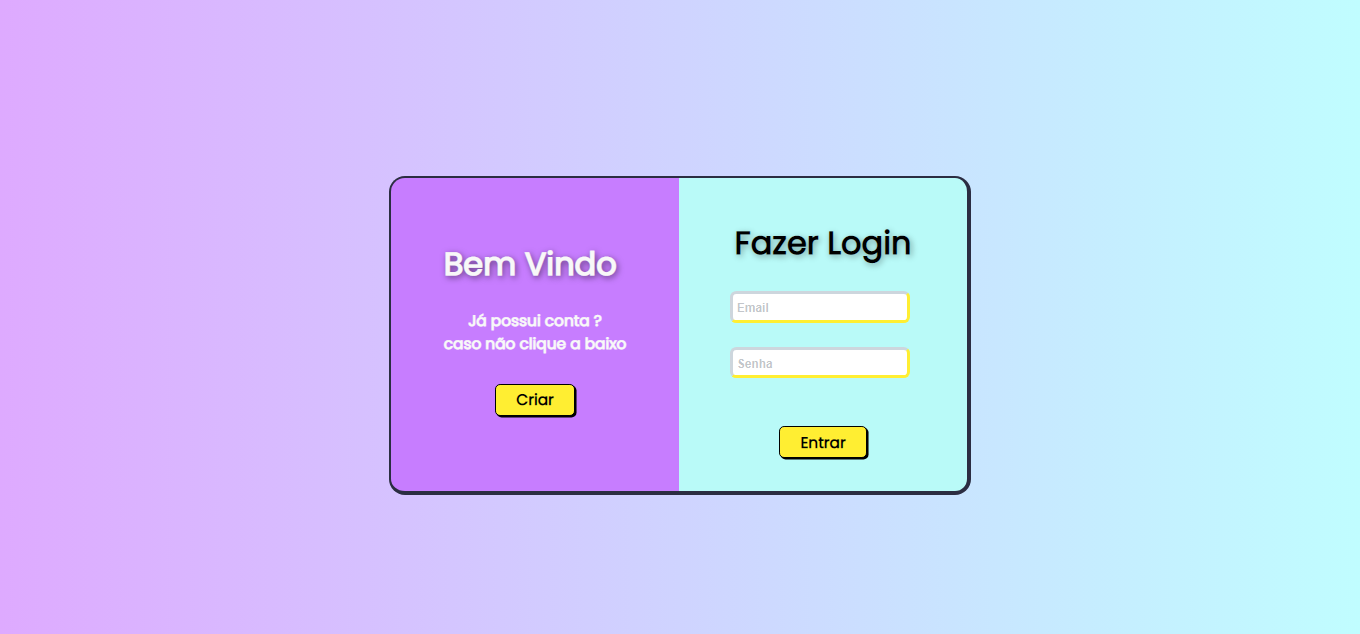 Bem Vindo
Já possui conta ?
caso não clique a baixo
Criar
Fazer Login
Email
Senha
Entrar